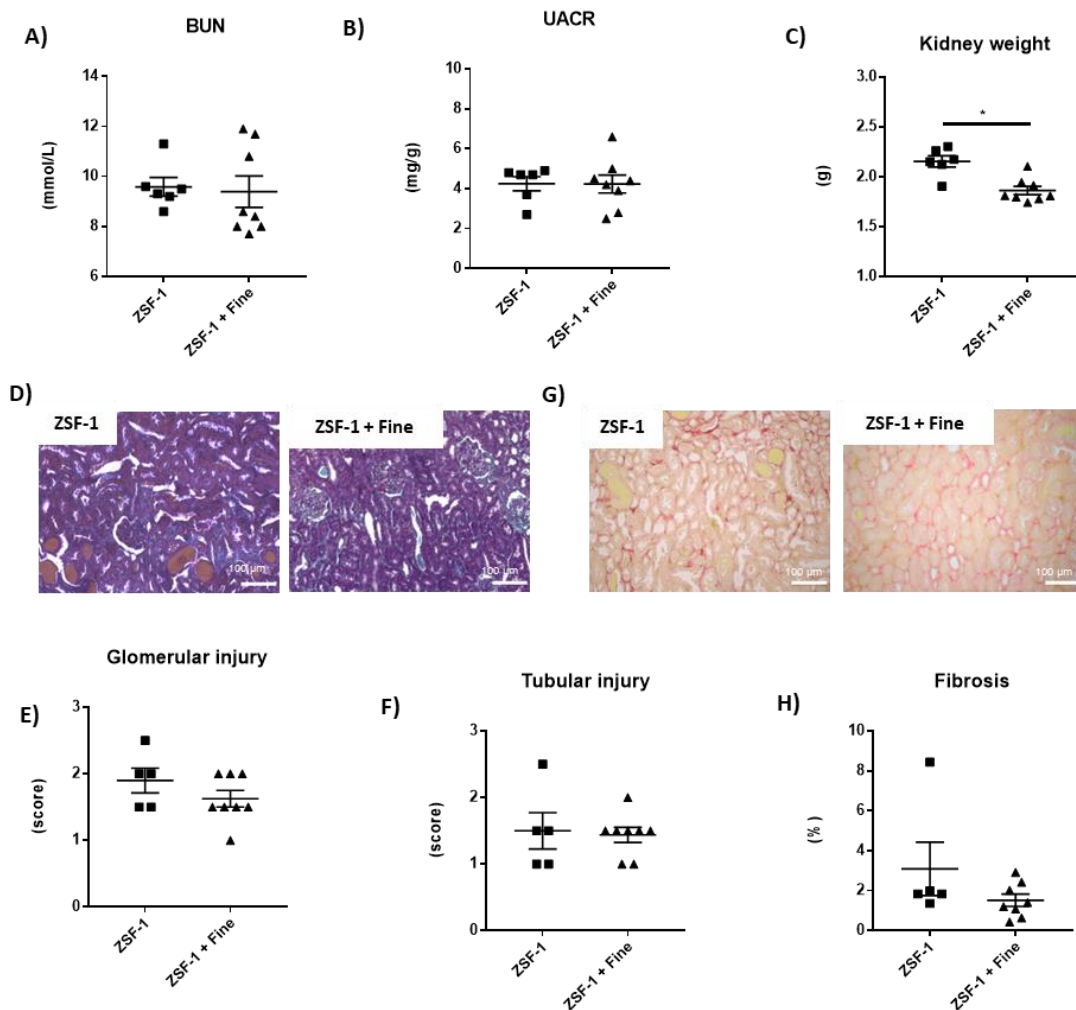 A)
BUN
(mmol/L)
14
12
10
8
6
ZSF-1
ZSF-1 + Fine
B)
UACR
(mg/g)
10
8
6
4
2
0
ZSF-1
ZSF-1 + Fine
C)
Kidney weight
(g)
3.0
2.5
2.0
1.5
1.0
*
ZSF-1
ZSF-1 + Fine
D)
ZSF-1
100 μm
ZSF-1 + Fine
100 μm
G)
ZSF-1
100 μm
ZSF-1 + Fine
100 μm
E)
Glomerular injury
(score)
3
2
1
0
ZSF-1
ZSF-1 + Fine
F)
Tubular injury
(score)
3
2
1
0
ZSF-1
ZSF-1 + Fine
H)
Fibrosis
(%)
10
8
6
4
2
0
ZSF-1
ZSF-1 + Fine